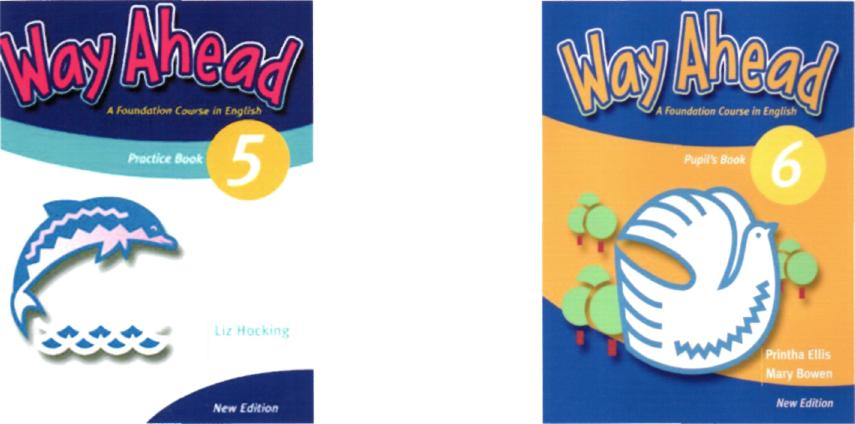 Way Ahead
A Foundation Course in English
Practice Book 5
Liz Hocking
New Edition
Way Ahead
A Foundation Course in English
Pupil's Book 6
Printha Ellis
Mary Bowen
New Edition